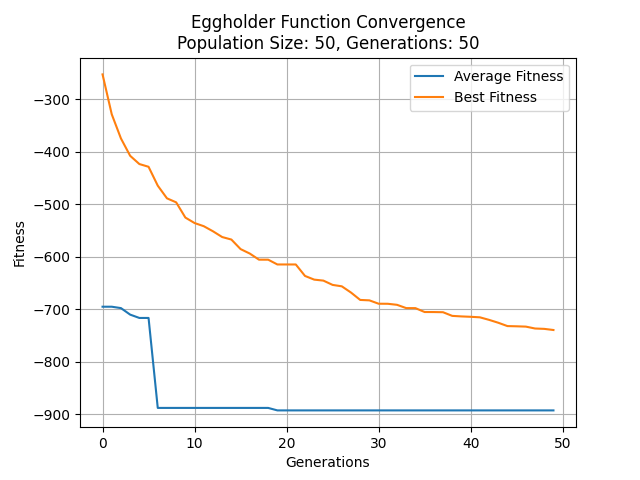 Eggholder Function Convergence
Population Size: 50, Generations: 50
Average Fitness
Best Fitness
−300
−400
−500
−600
−700
−800
−900
Fitness
0 10 20 30 40 50
Generations